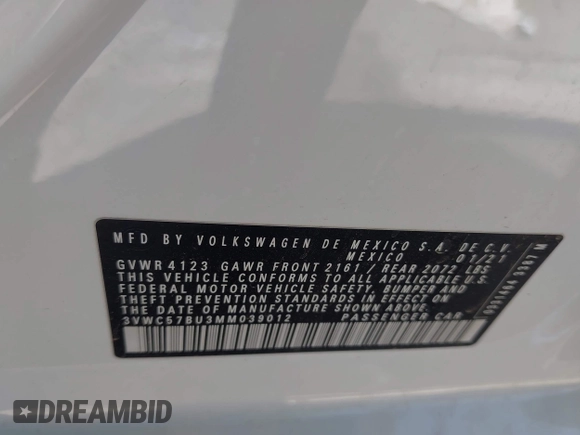 MFD BY VOLKSWAGEN DE MEXICO S.A. DE C.V.
MEXICO 01/21
GVWR 4123 GAWR FRONT 2161 / REAR 2072 LBS
THIS VEHICLE CONFORMS TO ALL APPLICABLE U.S.
FEDERAL MOTOR VEHICLE SAFETY, BUMPER AND
THEFT PREVENTION STANDARDS IN EFFECT ON
THE DATE OF MANUFACTURE SHOWN ABOVE.
3VWC57BU3MM039012 PASSENGER CAR
DREAMBID